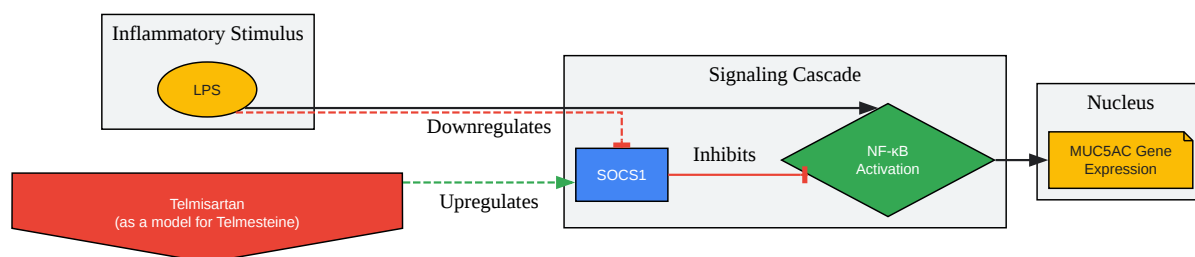 Inflammatory Stimulus
LPS
Signaling Cascade
Downregulates
Nucleus
SOCS1
Inhibits
NF-κB
Activation
MUC5AC Gene
Expression
Telmisartan
(as a model for Telmesteine)
Upregulates